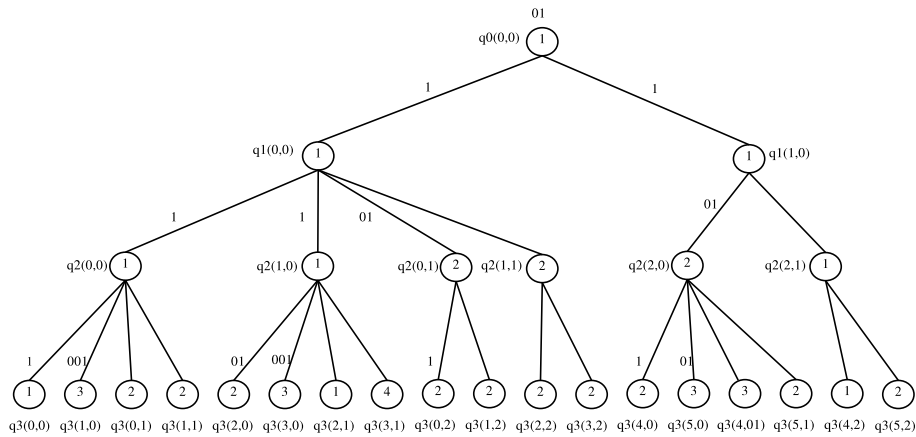 01
q0(0,0) 1
1 1
q1(0,0) 1 1 q1(1,0)
1 1 01 01
q2(0,0) 1 q2(1,0) 1 q2(0,1) 2 q2(1,1) 2 q2(2,0) 2 q2(2,1) 1
1 001 01 001 1 1 01
1 3 2 2 2 3 1 4 2 2 2 2 2 3 3 2 1 2
q3(0,0) q3(1,0) q3(0,1) q3(1,1) q3(2,0) q3(3,0) q3(2,1) q3(3,1) q3(0,2) q3(1,2) q3(2,2) q3(3,2) q3(4,0) q3(5,0) q3(4,01) q3(5,1) q3(4,2) q3(5,2)